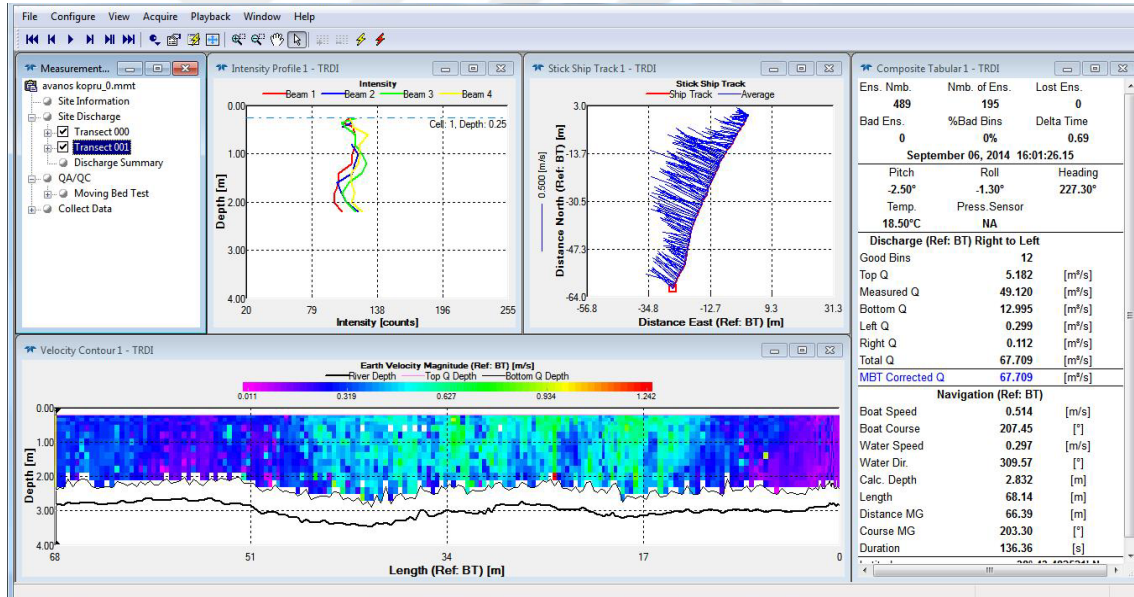 File Configure View Acquire Playback Window Help
Measurement...
avanos kopru_0.mmt
Site Information
Site Discharge
Transect 000
Transect 001
Discharge Summary
QA/QC
Moving Bed Test
Collect Data
Intensity Profile 1 - TRDI
Intensity
Beam 1 Beam 2 Beam 3 Beam 4
Cell: 1, Depth: 0.25
0.00
1.00
2.00
3.00
4.00
Depth [m]
20 79 138 196 255
Intensity [counts]
Stick Ship Track 1 - TRDI
Stick Ship Track
Ship Track Average
0.500 [m/s]
Distance North (Ref: BT) [m]
3.0
-13.7
-30.5
-47.3
-64.0
-56.8 -34.8 -12.7 9.3 31.3
Distance East (Ref: BT) [m]
Composite Tabular 1 - TRDI
Ens. Nmb. Nmb. of Ens. Lost Ens.
489 195 0
Bad Ens. %Bad Bins Delta Time
0 0% 0.69
September 06, 2014 16:01:26.15
Pitch Roll Heading
-2.50° -1.30° 227.30°
Temp. Press.Sensor
18.50°C NA
Discharge (Ref: BT) Right to Left
Good Bins 12
Top Q 5.182 [m³/s]
Measured Q 49.120 [m³/s]
Bottom Q 12.995 [m³/s]
Left Q 0.299 [m³/s]
Right Q 0.112 [m³/s]
Total Q 67.709 [m³/s]
MBT Corrected Q 67.709 [m³/s]
Navigation (Ref: BT)
Boat Speed 0.514 [m/s]
Boat Course 207.45 [°]
Water Speed 0.297 [m/s]
Water Dir. 309.57 [°]
Calc. Depth 2.832 [m]
Length 68.14 [m]
Distance MG 66.39 [m]
Course MG 203.30 [°]
Duration 136.36 [s]
Velocity Contour 1 - TRDI
Earth Velocity Magnitude (Ref: BT) [m/s]
River Depth Top Q Depth Bottom Q Depth
0.011 0.319 0.627 0.934 1.242
0.00
1.00
2.00
3.00
4.00
Depth [m]
68 51 34 17 0
Length (Ref: BT) [m]